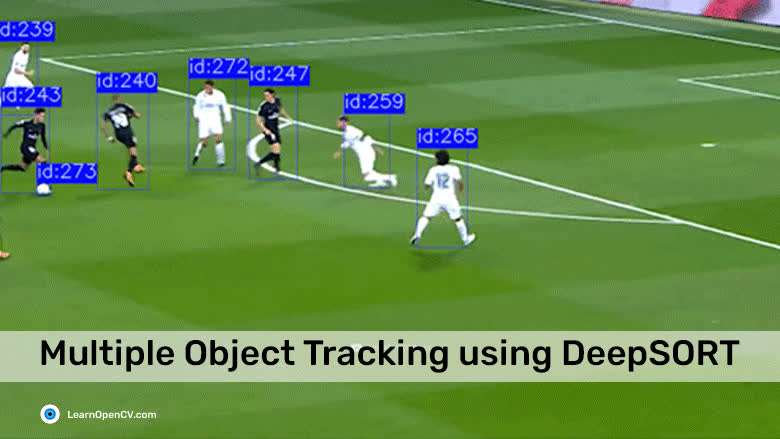 id:239
id:272
id:247
id:240
id:243
id:259
id:265
id:273
12
Multiple Object Tracking using DeepSORT
LearnOpenCV.com